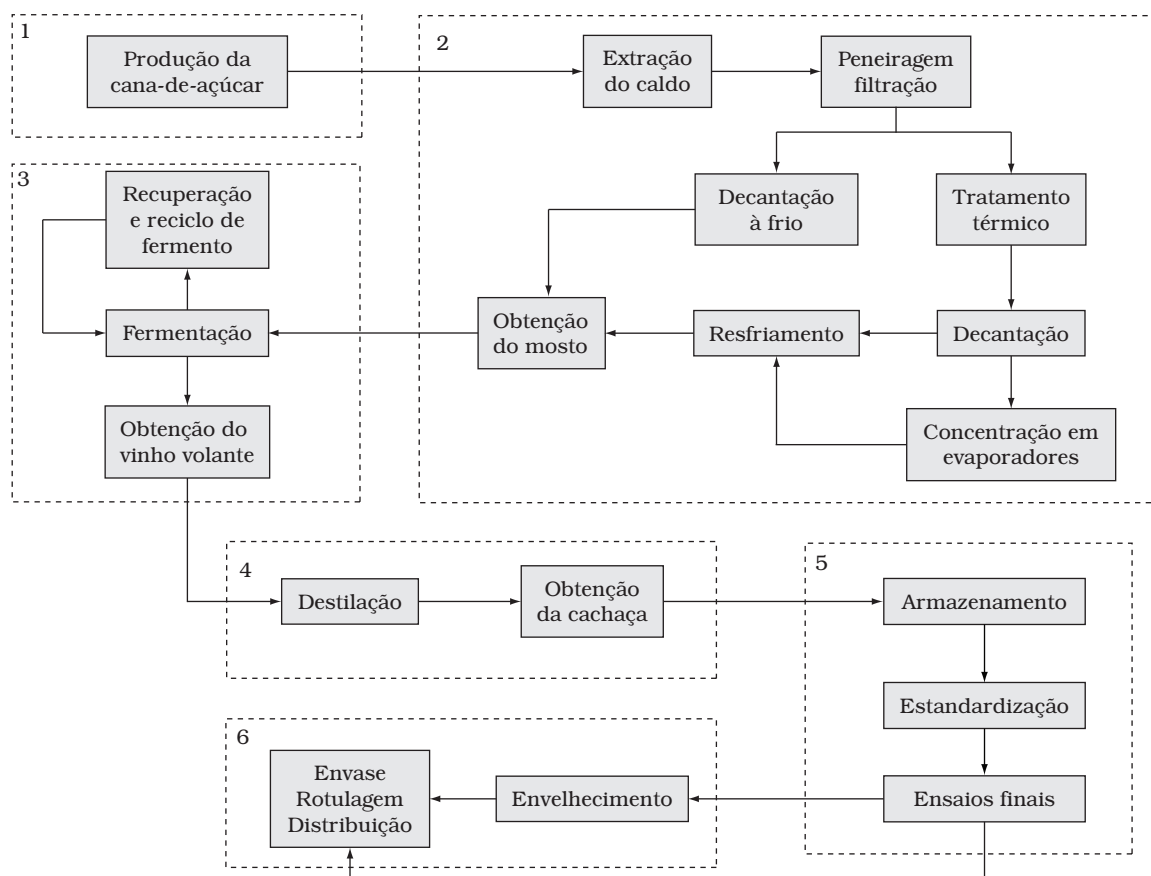 1
Produção da
cana-de-açúcar
2
Extração
do caldo
Peneiragem
filtração
Decantação
à frio
Tratamento
térmico
Obtenção
do mosto
Resfriamento
Decantação
Concentração em
evaporadores
3
Recuperação
e reciclo de
fermento
Fermentação
Obtenção do
vinho volante
4
Destilação
Obtenção
da cachaça
5
Armazenamento
Estandardização
Ensaios finais
6
Envase
Rotulagem
Distribuição
Envelhecimento